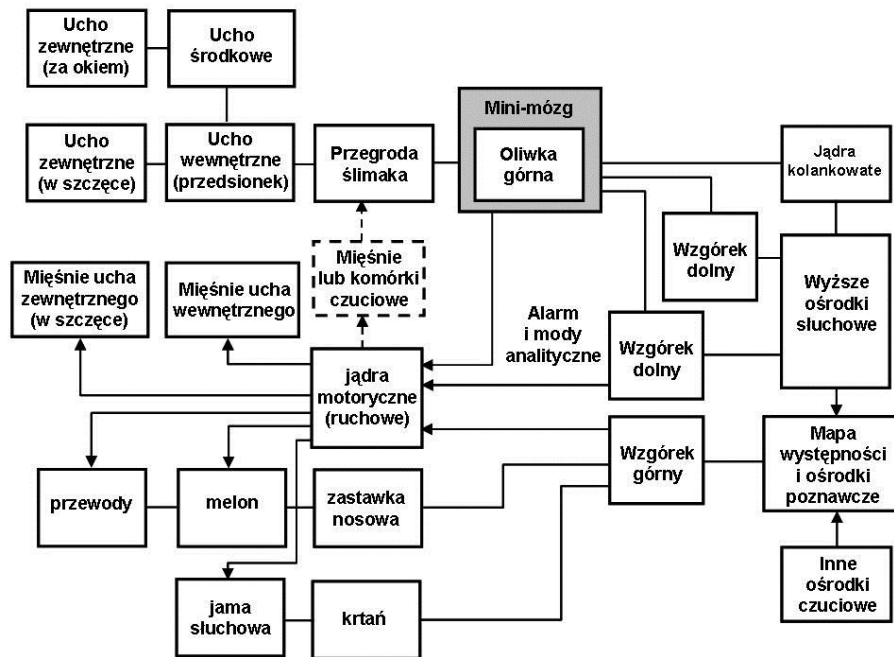 Ucho
zewnętrzne
(za okiem)
Ucho
środkowe
Mini-mózg
Ucho
zewnętrzne
(w szczęce)
Ucho
wewnętrzne
(przedsionek)
Przegroda
ślimaka
Oliwka
górna
Jądra
kolankowate
Mięśnie ucha
zewnętrznego
(w szczęce)
Mięśnie ucha
wewnętrznego
Mięśnie
lub komórki
czuciowe
Wzgórek
dolny
Wyższe
ośrodki
słuchowe
Alarm
i mody
analityczne
Wzgórek
dolny
jądra
motoryczne
(ruchowe)
Wzgórek
górny
Mapa
występności
i ośrodki
poznawcze
przewody
melon
zastawka
nosowa
Inne
ośrodki
czuciowe
jama
słuchowa
krtań